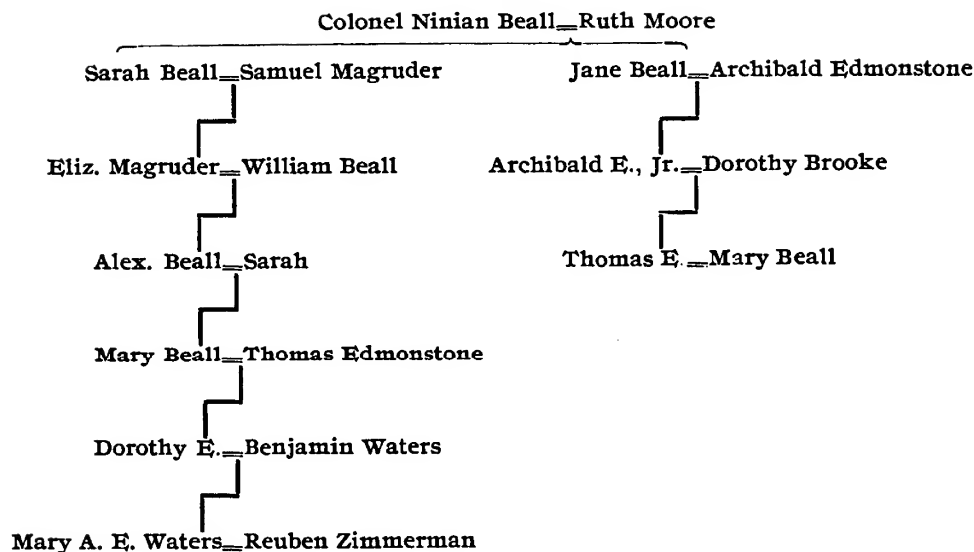 Colonel Ninian Beall=Ruth Moore
Sarah Beall=Samuel Magruder
Jane Beall=Archibald Edmonstone
Eliz. Magruder=William Beall
Archibald E., Jr.=Dorothy Brooke
Alex. Beall=Sarah
Thomas E.=Mary Beall
Mary Beall=Thomas Edmonstone
Dorothy E.=Benjamin Waters
Mary A. E. Waters=Reuben Zimmerman